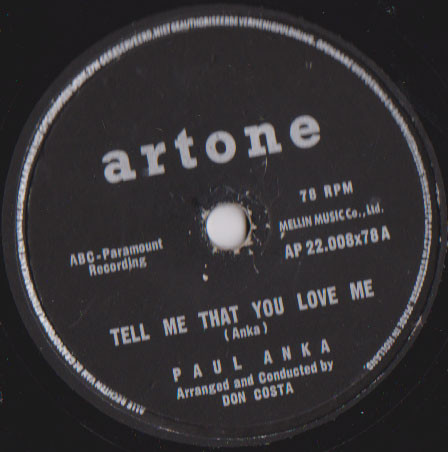 artone
78 RPM
MELLIN MUSIC Co., Ltd.
AP 22.008x78A
ABC-Paramount
Recording
TELL ME THAT YOU LOVE ME
(Anka)
PAUL ANKA
Arranged and Conducted by
DON COSTA